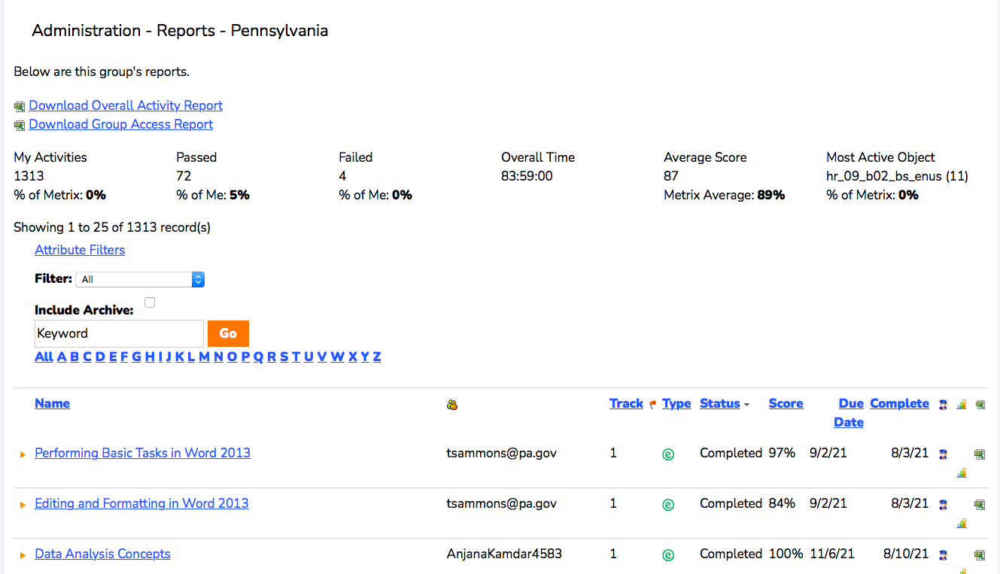 Administration - Reports - Pennsylvania
Below are this group's reports.
Download Overall Activity Report
Download Group Access Report
My Activities Passed Failed Overall Time Average Score Most Active Object
1313 72 4 83:59:00 87 hr_09_b02_bs_enus (11)
% of Metrix: 0% % of Me: 5% % of Me: 0% Metrix Average: 89% % of Metrix: 0%
Showing 1 to 25 of 1313 record(s)
Attribute Filters
Filter: All
Include Archive:
Keyword Go
All A B C D E F G H I J K L M N O P Q R S T U V W X Y Z
Name Track Type Status Score Due Date Complete
Performing Basic Tasks in Word 2013 tsammons@pa.gov 1 Completed 97% 9/2/21 8/3/21
Editing and Formatting in Word 2013 tsammons@pa.gov 1 Completed 84% 9/2/21 8/3/21
Data Analysis Concepts AnjanaKamdar4583 1 Completed 100% 11/6/21 8/10/21